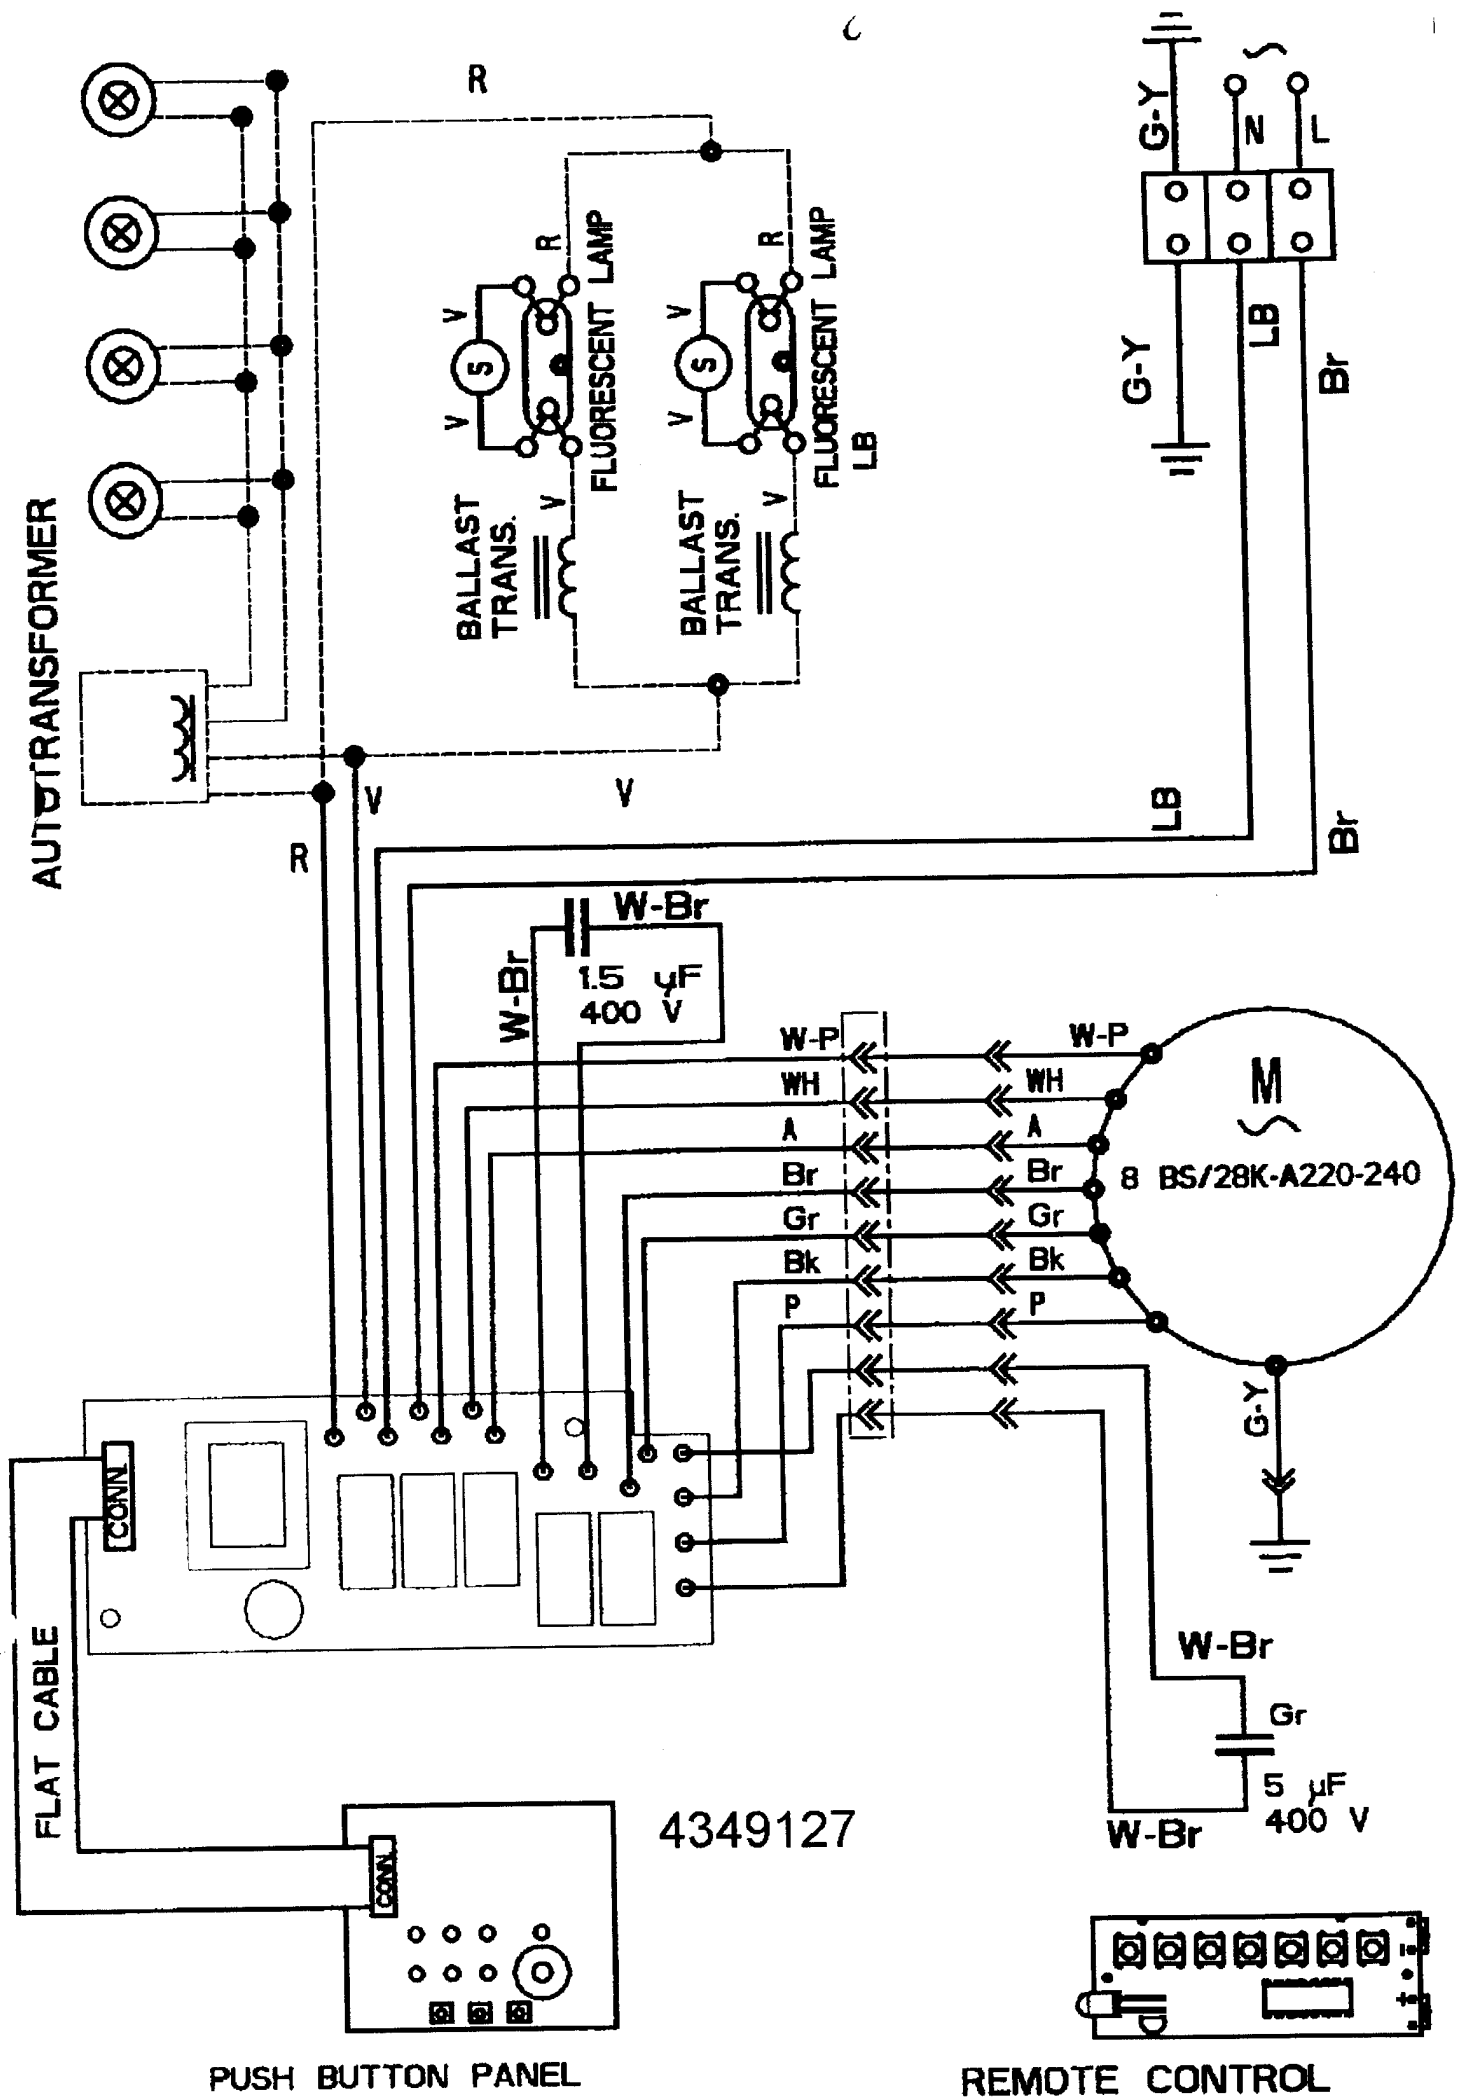 R
G-Y
N
L
R
FLUORESCENT LAMP
V
S
V
R
FLUORESCENT LAMP
V
S
V
LB
G-Y
LB
Br
AUTOTRANSFORMER
BALLAST
TRANS.
V
BALLAST
TRANS.
V
V
V
R
LB
Br
W-Br
W-Br
1.5 µF
400 V
W-P
W-P
WH
WH
A
A
Br
Br
Gr
Gr
Bk
Bk
P
P
M
8 BS/28K-A220-240
G-Y
CONN.
FLAT CABLE
W-Br
Gr
5 µF
400 V
W-Br
4349127
CONN.
- +
PUSH BUTTON PANEL
REMOTE CONTROL